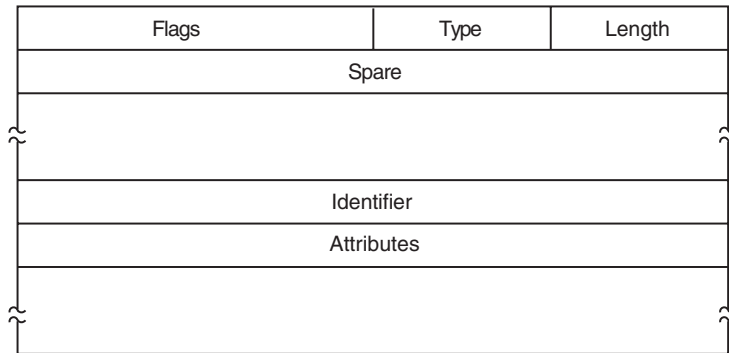 Flags Type Length
Spare
Identifier
Attributes